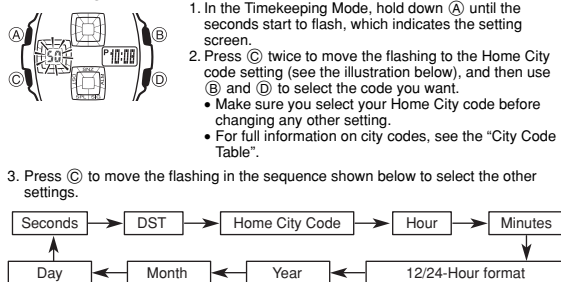 1. In the Timekeeping Mode, hold down Ⓐ until the
seconds start to flash, which indicates the setting
screen.
2. Press Ⓒ twice to move the flashing to the Home City
code setting (see the illustration below), and then use
Ⓑ and Ⓓ to select the code you want.
• Make sure you select your Home City code before
changing any other setting.
• For full information on city codes, see the “City Code
Table”.
Ⓐ
Ⓑ
Ⓒ
Ⓓ
50
P 10:08
3. Press Ⓒ to move the flashing in the sequence shown below to select the other
settings.
Seconds DST Home City Code Hour Minutes
Day Month Year 12/24-Hour format